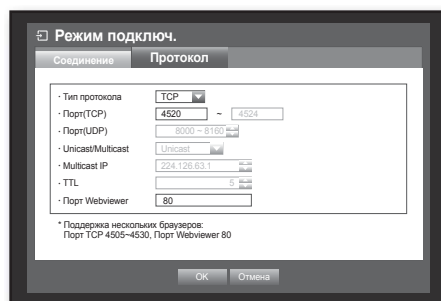 Режим подключ.
Соединение Протокол
· Тип протокола TCP
· Порт(TCP) 4520 ~ 4524
· Порт(UDP) 8000 ~ 8160
· Unicast/Multicast Unicast
· Multicast IP 224.126.63.1
· TTL 5
· Порт Webviewer 80
* Поддержка нескольких браузеров:
Порт TCP 4505~4530, Порт Webviewer 80
OK Отмена